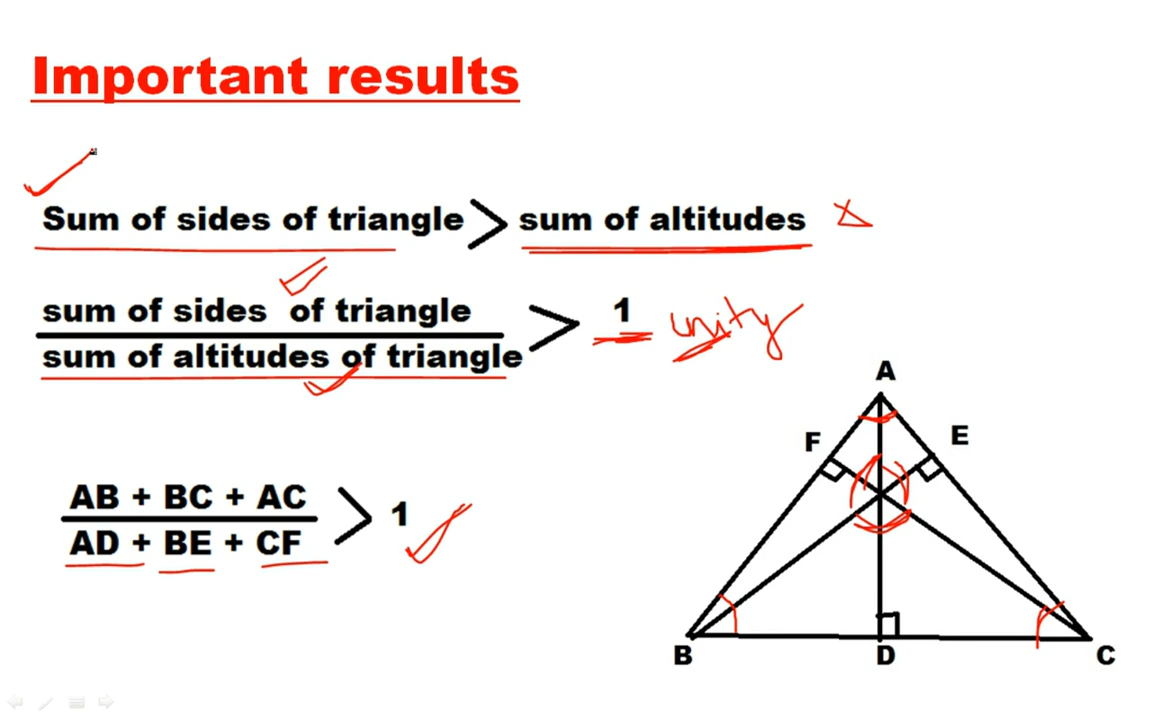 Important results
Sum of sides of triangle > sum of altitudes
sum of sides of triangle
sum of altitudes of triangle
> 1 unity
AB + BC + AC
AD + BE + CF
> 1
A
F
E
B
D
C